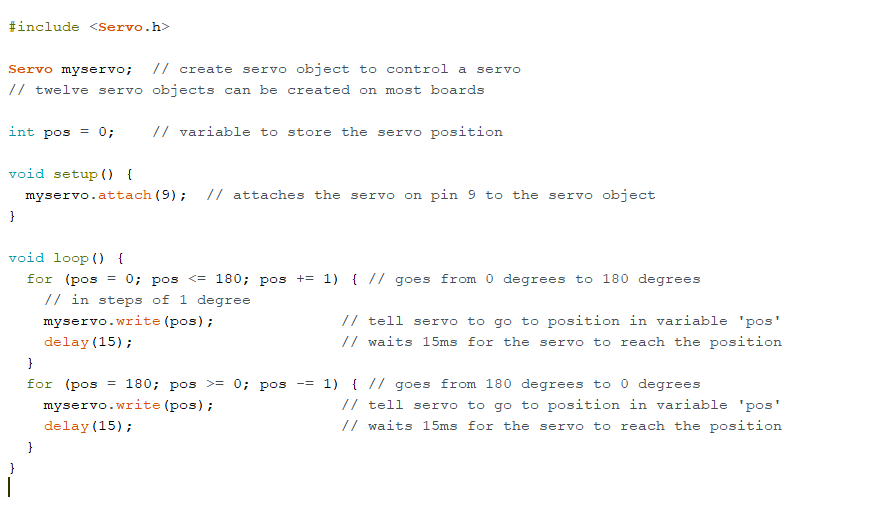 #include <Servo.h>
Servo myservo;  // create servo object to control a servo
// twelve servo objects can be created on most boards
int pos = 0;    // variable to store the servo position
void setup() {
  myservo.attach(9);  // attaches the servo on pin 9 to the servo object
}
void loop() {
  for (pos = 0; pos <= 180; pos += 1) { // goes from 0 degrees to 180 degrees
    // in steps of 1 degree
    myservo.write(pos);              // tell servo to go to position in variable 'pos'
    delay(15);                       // waits 15ms for the servo to reach the position
  }
  for (pos = 180; pos >= 0; pos -= 1) { // goes from 180 degrees to 0 degrees
    myservo.write(pos);              // tell servo to go to position in variable 'pos'
    delay(15);                       // waits 15ms for the servo to reach the position
  }
}